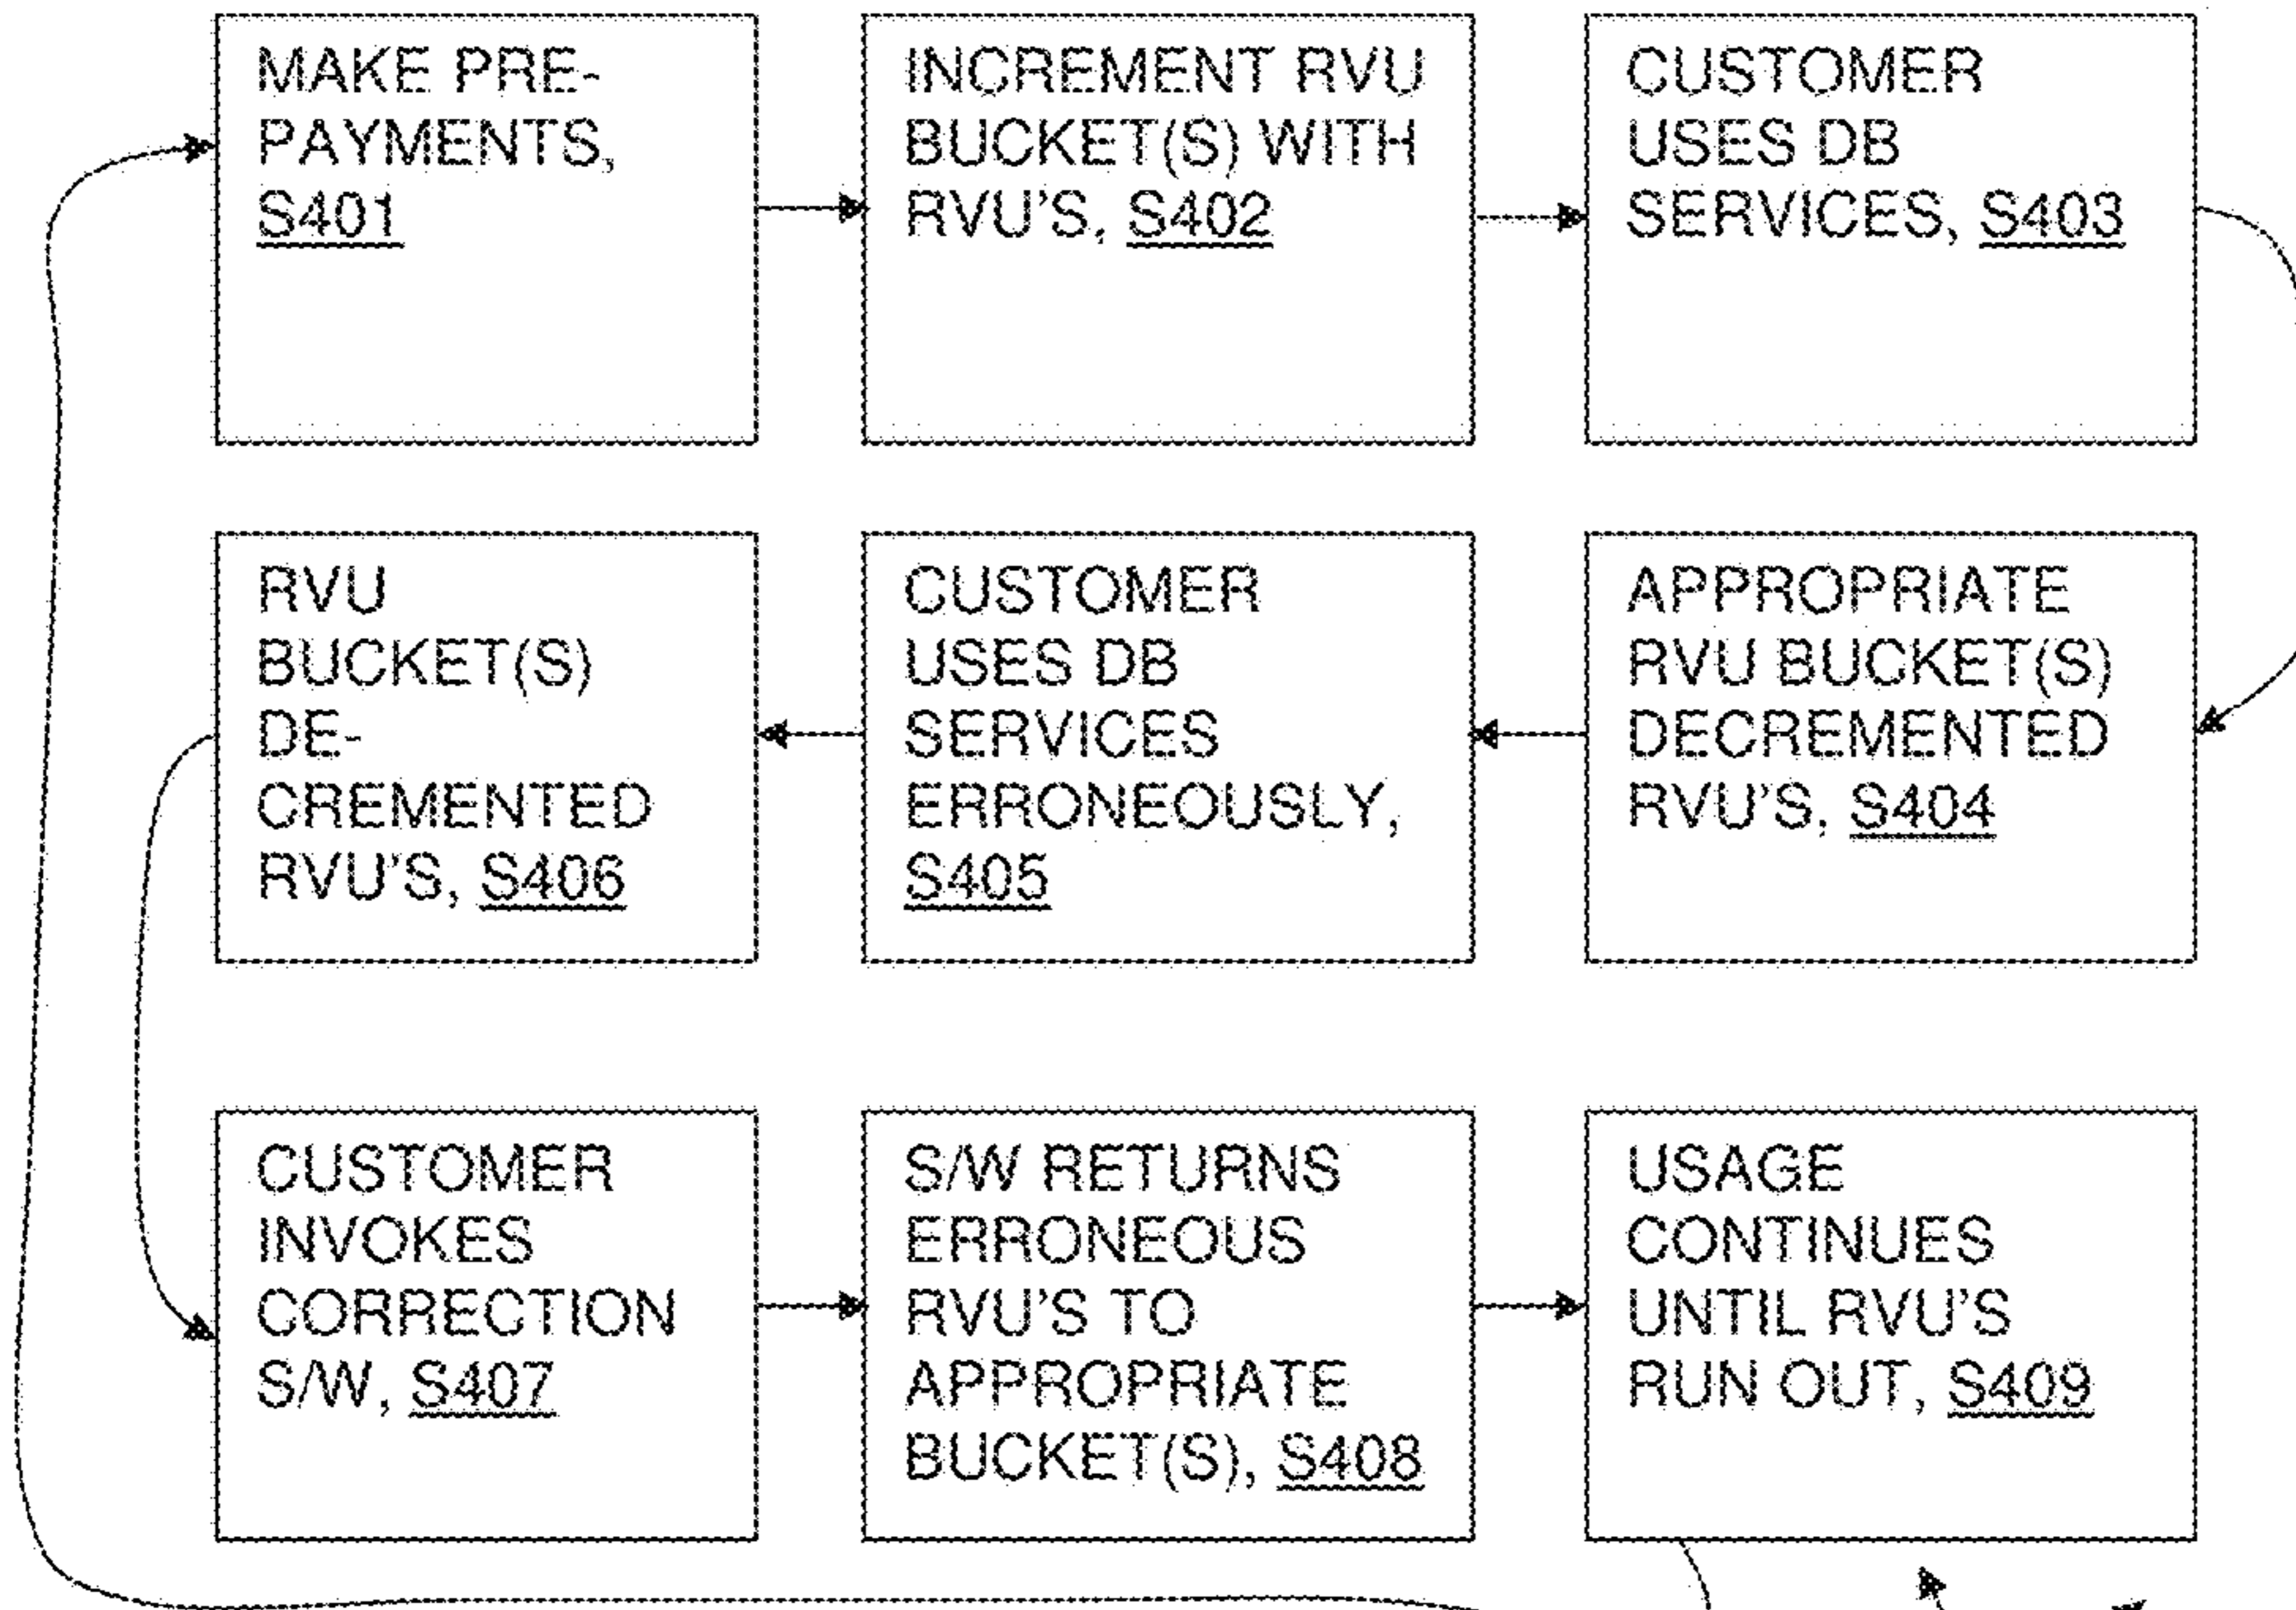 MAKE PRE-
PAYMENTS,
S401
INCREMENT RVU
BUCKET(S) WITH
RVU'S, S402
CUSTOMER
USES DB
SERVICES, S403
APPROPRIATE
RVU BUCKET(S)
DECREMENTED
RVU'S, S404
CUSTOMER
USES DB
SERVICES
ERRONEOUSLY,
S405
RVU
BUCKET(S)
DE-
CREMENTED
RVU'S, S406
CUSTOMER
INVOKES
CORRECTION
S/W, S407
S/W RETURNS
ERRONEOUS
RVU'S TO
APPROPRIATE
BUCKET(S), S408
USAGE
CONTINUES
UNTIL RVU'S
RUN OUT, S409